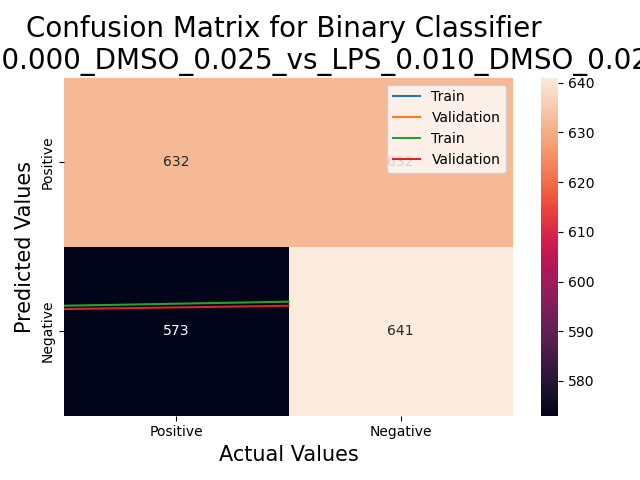 Confusion Matrix for Binary Classifier
0.000_DMSO_0.025_vs_LPS_0.010_DMSO_0.02
Train
Validation
Train
Validation
Predicted Values
Positive
Negative
632
632
573
641
Positive
Negative
Actual Values
640
630
620
610
600
590
580